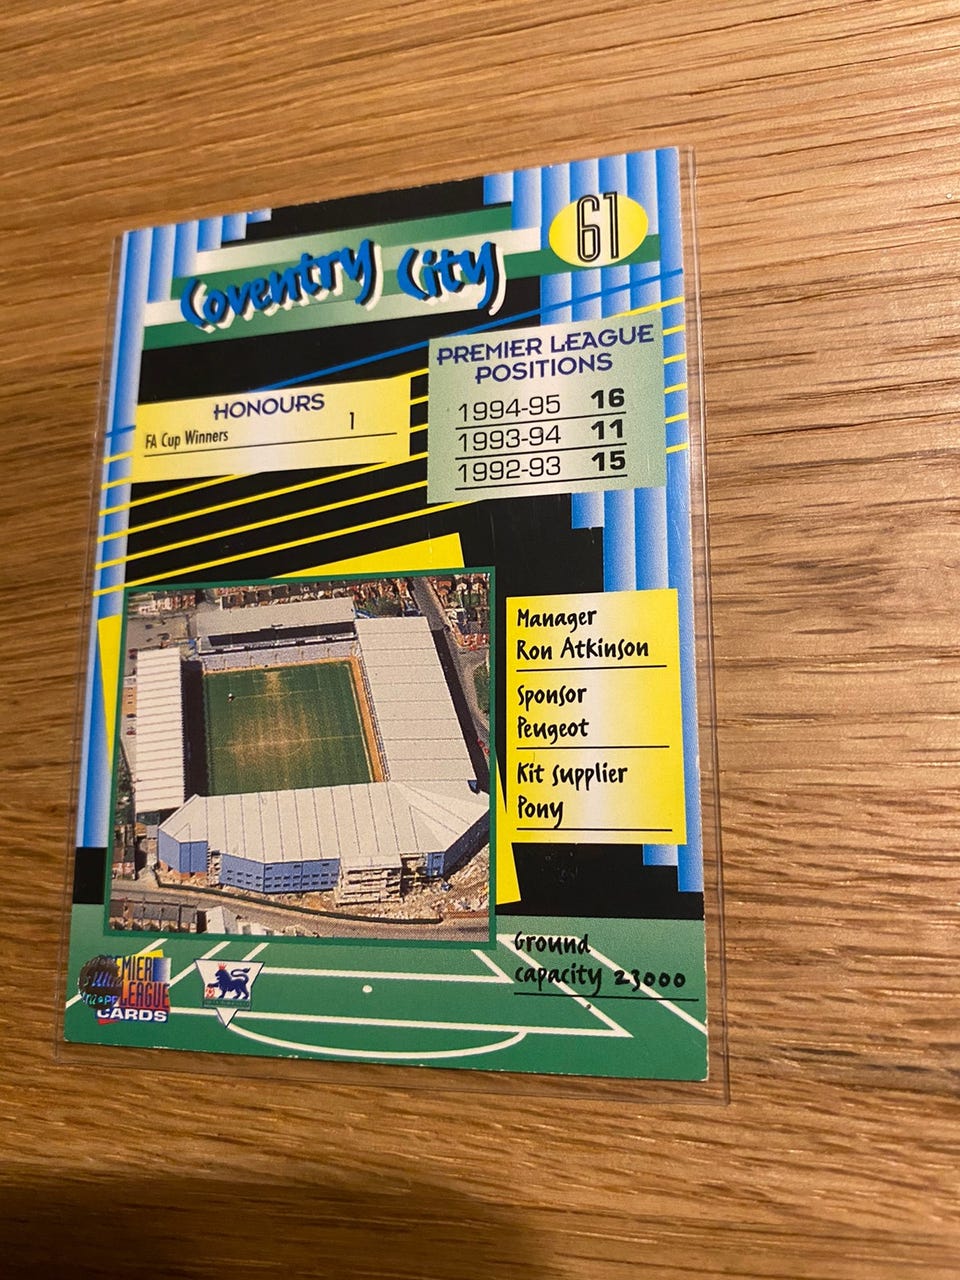 61
Coventry City
PREMIER LEAGUE
POSITIONS
1994-95 16
1993-94 11
1992-93 15
HONOURS
FA Cup Winners 1
Manager
Ron Atkinson
Sponsor
Peugeot
Kit supplier
Pony
Ground
capacity 23000
LEAGUE
CARDS